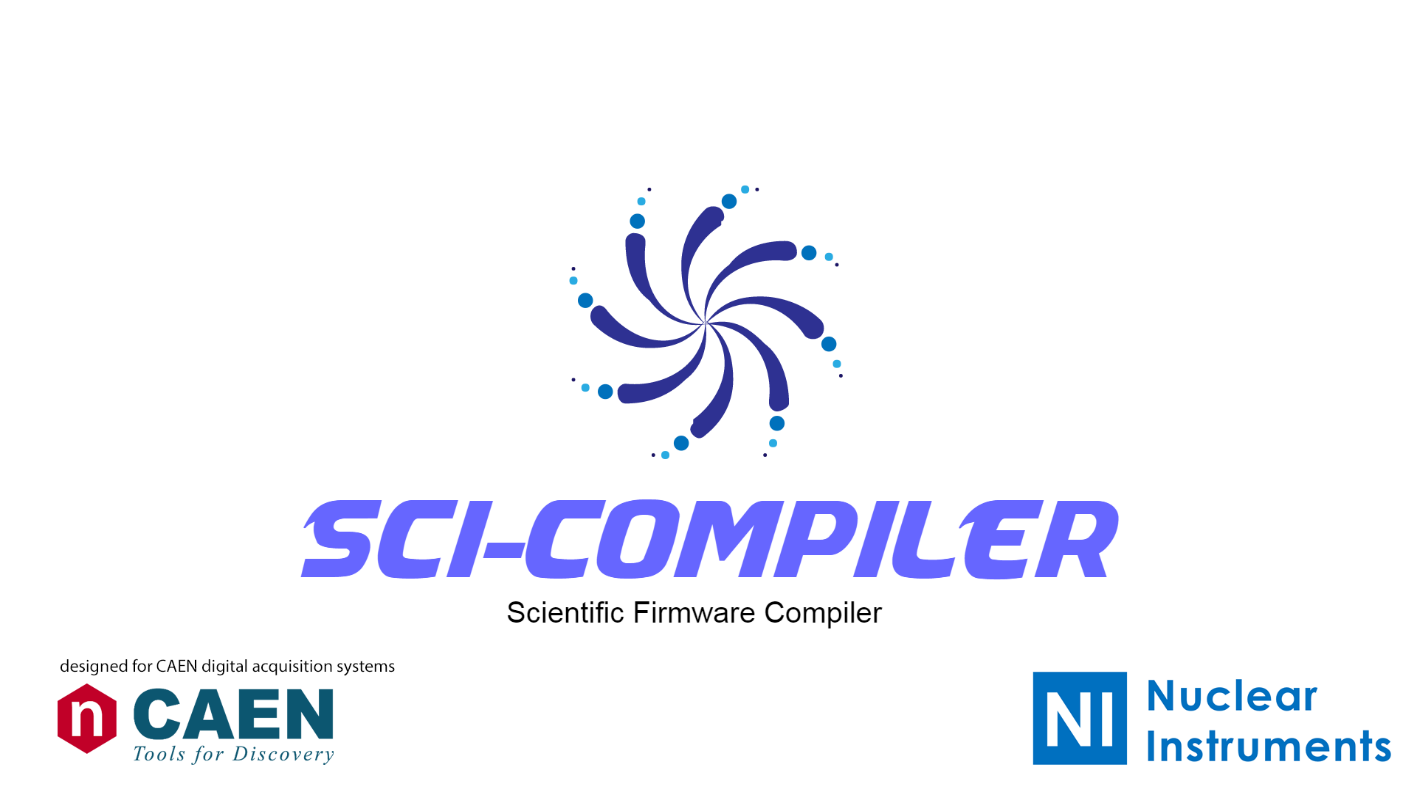 SCI-COMPILER
Scientific Firmware Compiler
designed for CAEN digital acquisition systems
n CAEN
Tools for Discovery
NI Nuclear
Instruments